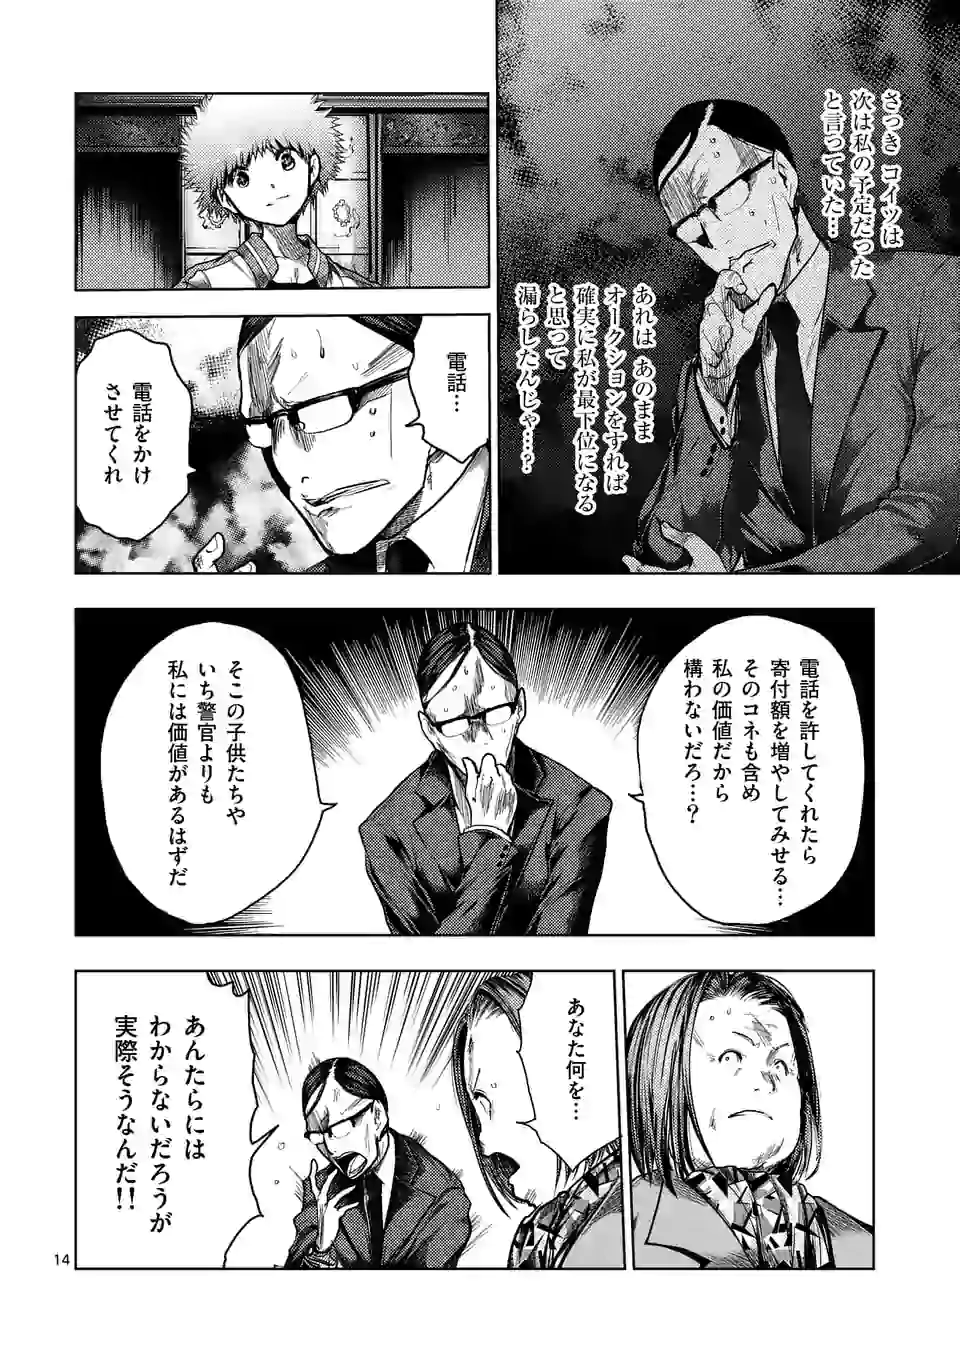 さっき コイツは
次は私の予定だった
と言っていた…
あれは あのまま
オークションをすれば
確実に私が最下位になる
と思って
漏らしたんじゃ…?
電話…
電話をかけ
させてくれ
電話を許してくれたら
寄付額を増やしてみせる…
そのコネも含め
私の価値だから
構わないだろ…?
そこの子供たちや
いち警官よりも
私には価値があるはずだ
あなた何を…
あんたらには
わからないだろうが
実際そうなんだ!!
14